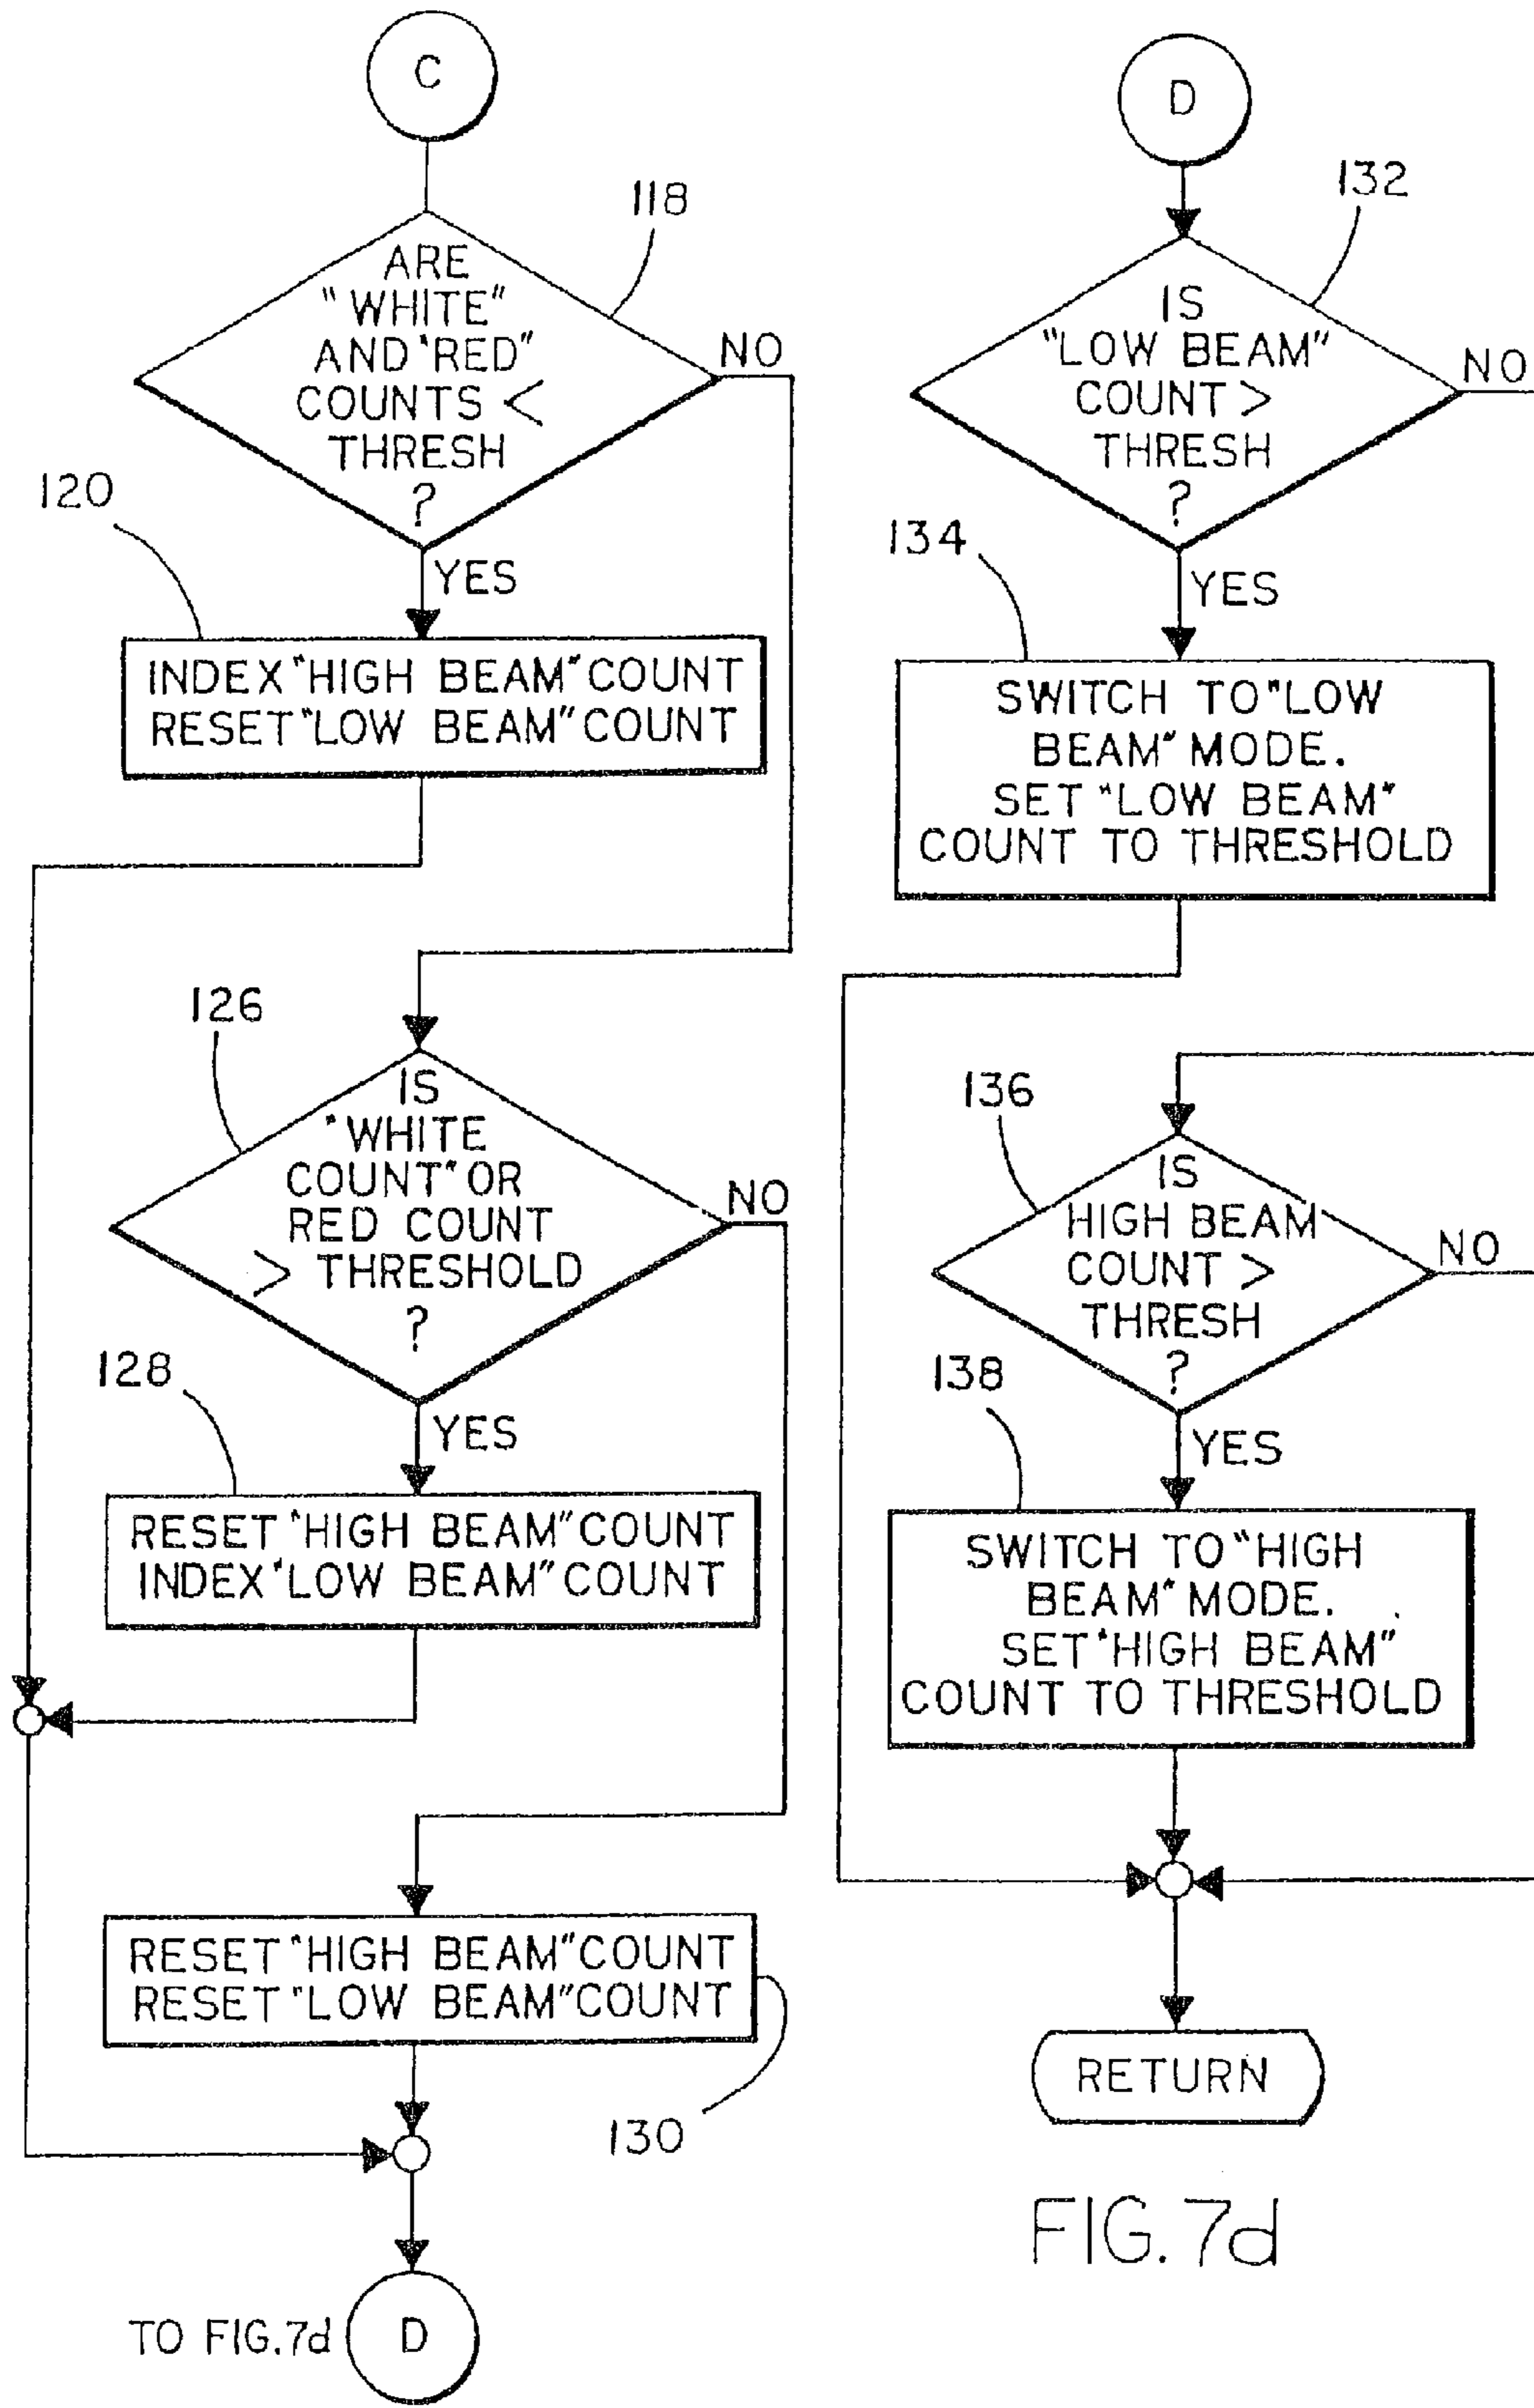 C
118
ARE
"WHITE"
AND "RED"
COUNTS <
THRESH
?
NO
YES
120
INDEX "HIGH BEAM" COUNT
RESET "LOW BEAM" COUNT
126
IS
"WHITE
COUNT" OR
RED COUNT
> THRESHOLD
?
NO
YES
128
RESET "HIGH BEAM" COUNT
INDEX "LOW BEAM" COUNT
RESET "HIGH BEAM" COUNT
RESET "LOW BEAM" COUNT
130
TO FIG.7d
D
D
132
IS
"LOW BEAM"
COUNT >
THRESH
?
NO
YES
134
SWITCH TO "LOW
BEAM" MODE.
SET "LOW BEAM"
COUNT TO THRESHOLD
136
IS
HIGH BEAM
COUNT >
THRESH
?
NO
YES
138
SWITCH TO "HIGH
BEAM" MODE.
SET "HIGH BEAM"
COUNT TO THRESHOLD
RETURN
FIG. 7d